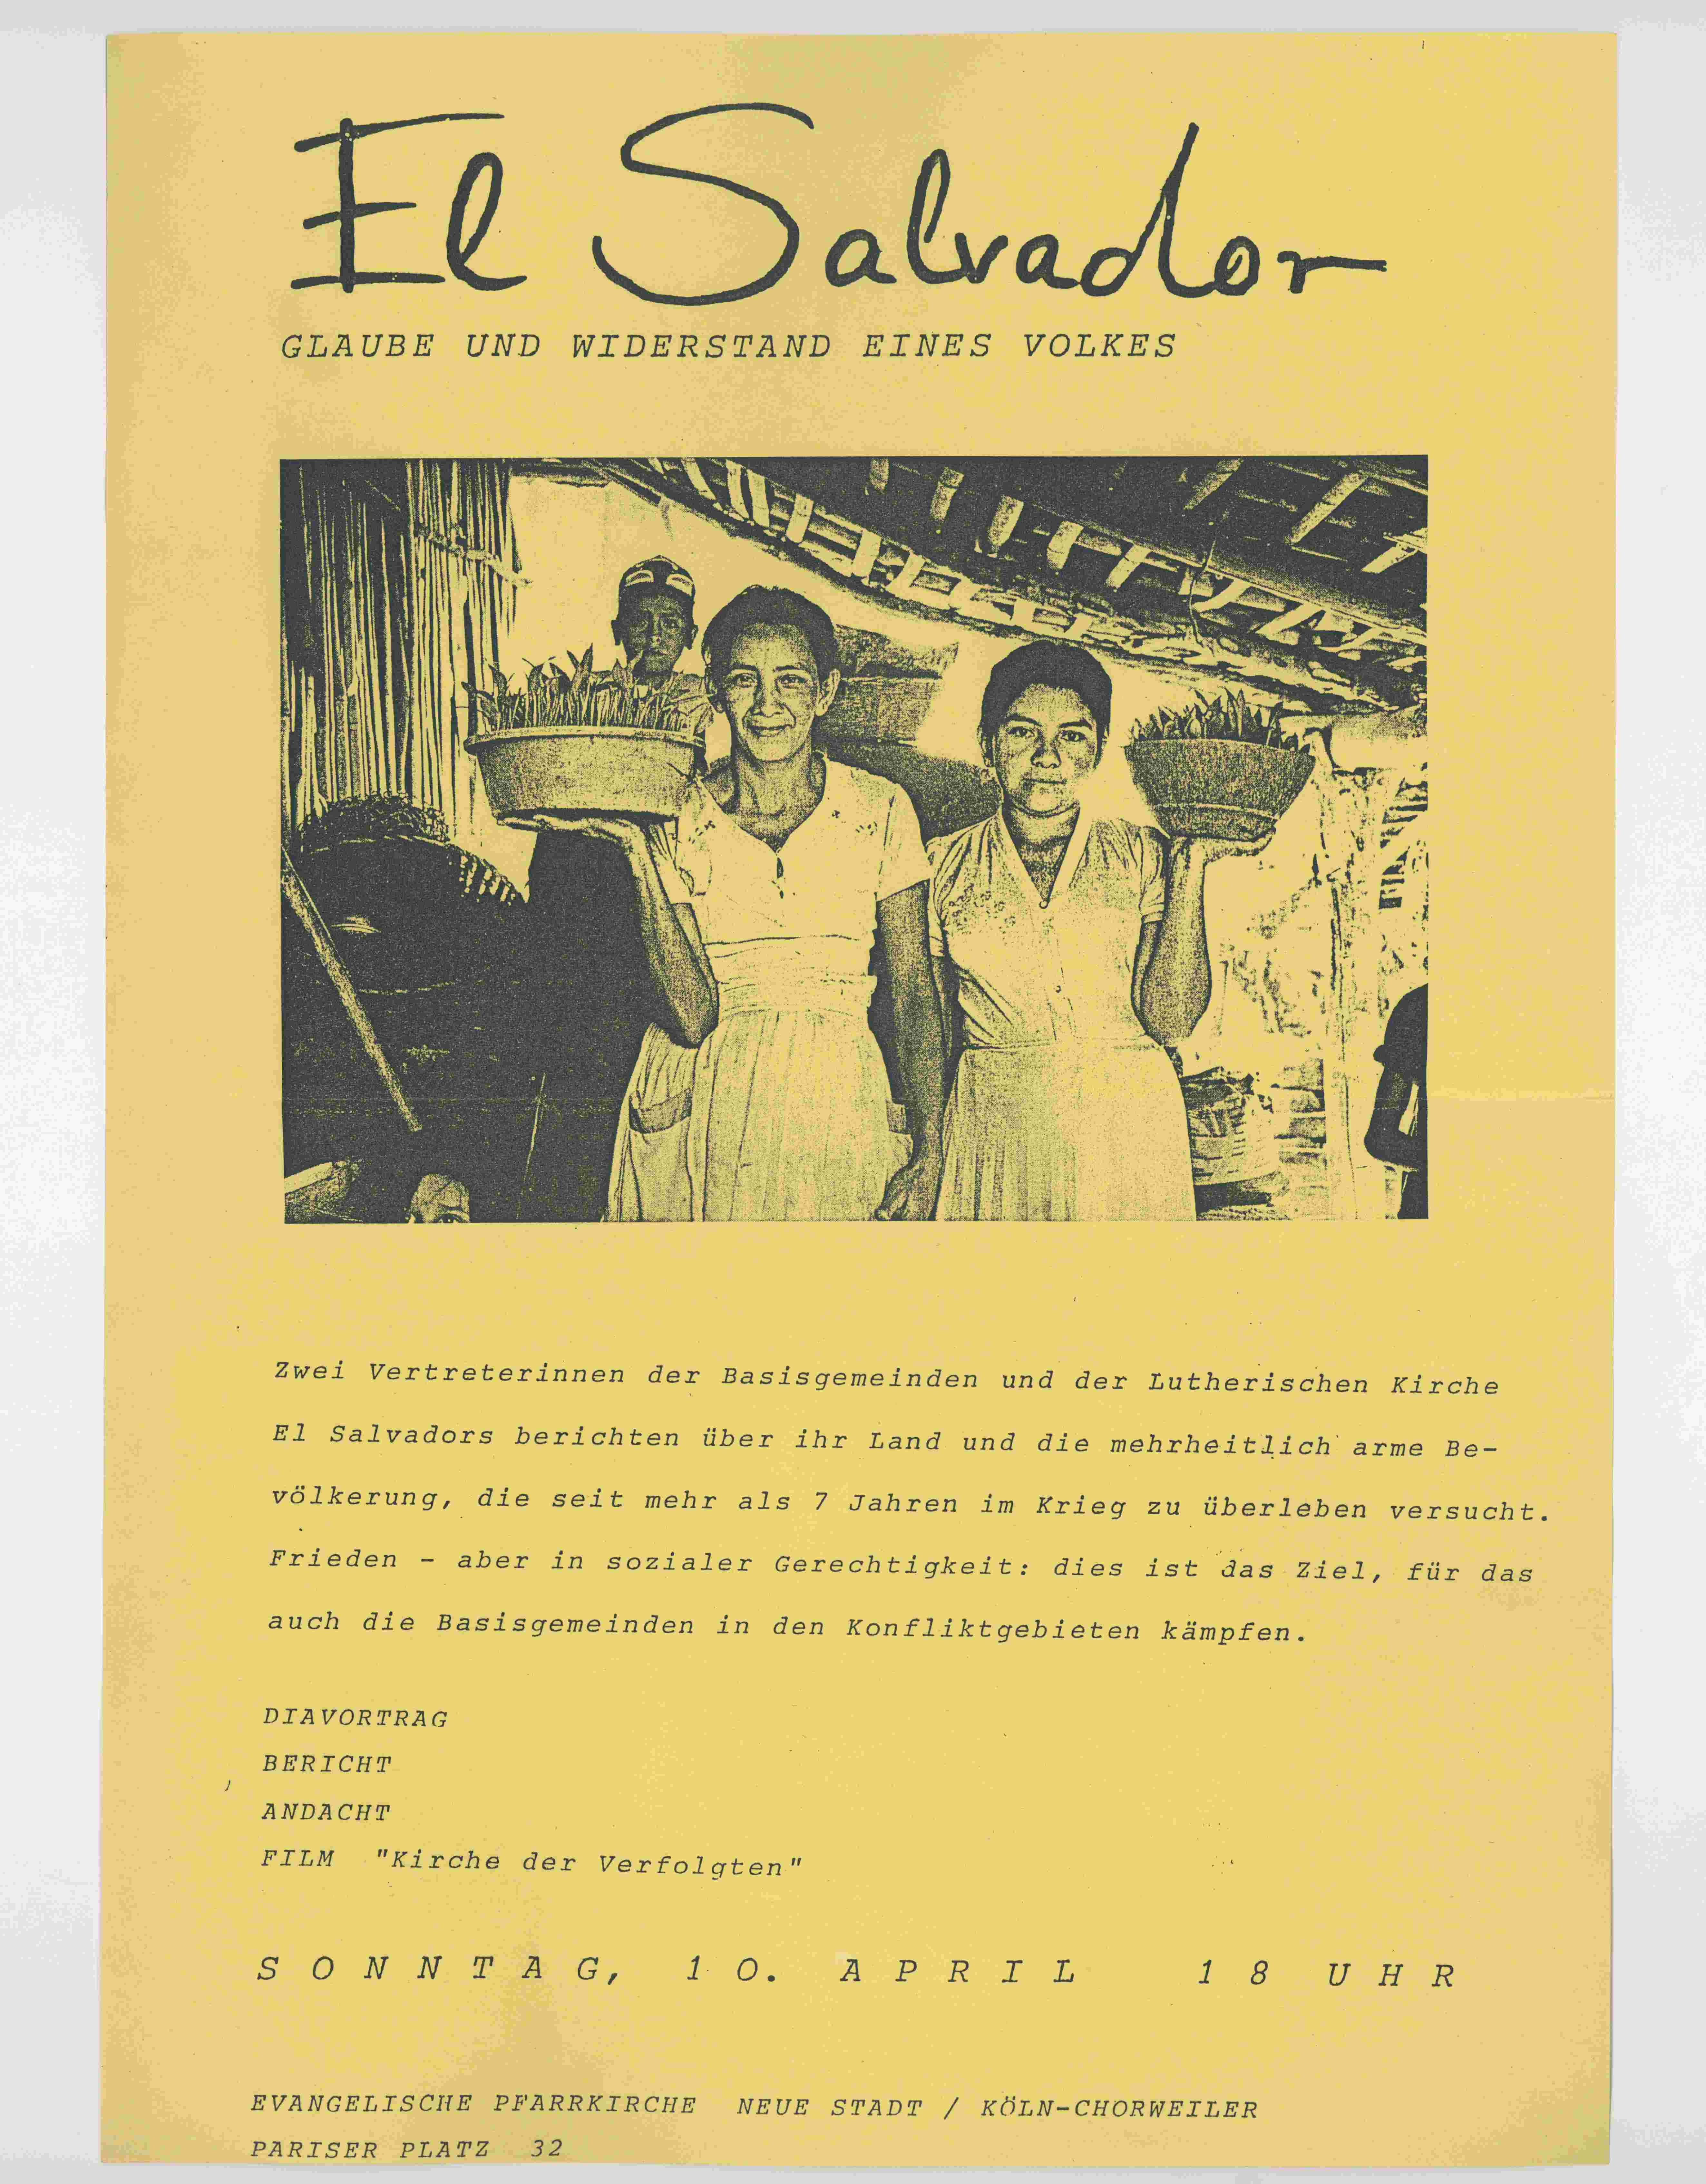 El Salvador
GLAUBE UND WIDERSTAND EINES VOLKES
Zwei Vertreterinnen der Basisgemeinden und der Lutherischen Kirche
El Salvadors berichten über ihr Land und die mehrheitlich arme Be-
völkerung, die seit mehr als 7 Jahren im Krieg zu überleben versucht.
Frieden - aber in sozialer Gerechtigkeit: dies ist das Ziel, für das
auch die Basisgemeinden in den Konfliktgebieten kämpfen.
DIAVORTRAG
BERICHT
ANDACHT
FILM "Kirche der Verfolgten"
SONNTAG, 10. APRIL 18 UHR
EVANGELISCHE PFARRKIRCHE NEUE STADT / KÖLN-CHORWEILER
PARISER PLATZ 32